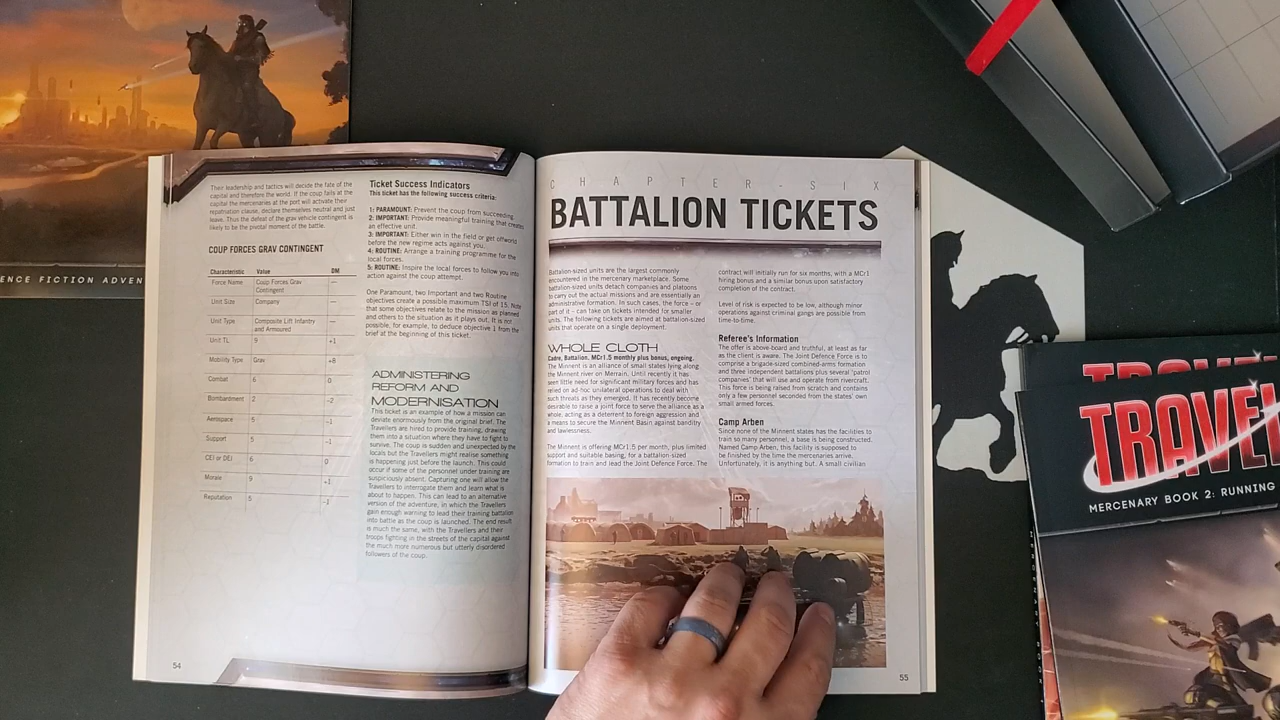 ENCE FICTION ADVEN
Their leadership and tactics will decide the fate of the
capital and therefore the world. If the coup fails at
the capital the mercenaries at the port will activate their
repatriation clause, declare themselves neutral and just
leave. Thus the defeat of the grav vehicle contingent is
likely to be the pivotal moment of the battle.
COUP FORCES GRAV CONTINGENT
Characteristic Value DM
Force Name Coup Forces Grav
Contingent —
Unit Size Company —
Unit Type Composite Lift Infantry
and Armoured —
Unit TL 9 +1
Mobility Type Grav +8
Combat 6 0
Bombardment 2 -2
Aerospace 5 -1
Support 5 -1
CEI or DEI 6 0
Morale 9 +1
Reputation 5 -1
54
Ticket Success Indicators
This ticket has the following success criteria:
1: PARAMOUNT: Prevent the coup from succeeding.
2: IMPORTANT: Provide meaningful training that creates
an effective unit.
3: IMPORTANT: Either win in the field or get offworld
before the new regime acts against you.
4: ROUTINE: Arrange a training programme for the
local forces.
5: ROUTINE: Inspire the local forces to follow you into
action against the coup attempt.
One Paramount, two Important and two Routine
objectives create a possible maximum TSI of 15. Note
that some objectives relate to the mission as planned
and others to the situation as it plays out. It is not
possible, for example, to deduce objective 1 from the
brief at the beginning of this ticket.
ADMINISTERING
REFORM AND
MODERNISATION
This ticket is an example of how a mission can
deviate enormously from the original brief. The
Travellers are hired to provide training, drawing
them into a situation where they have to fight to
survive. The coup is sudden and unexpected by the
locals but the Travellers might realise something
is happening just before the launch. This could
occur if some of the personnel under training are
suspiciously absent. Capturing one will allow the
Travellers to interrogate them and learn what is
about to happen. This can lead to an alternative
version of the adventure, in which the Travellers
gain enough warning to lead their training battalion
into battle as the coup is launched. The end result
is much the same, with the Travellers and their
troops fighting in the streets of the capital against
the much more numerous but utterly disordered
followers of the coup.
CHAPTER-SIX
BATTALION TICKETS
Battalion-sized units are the largest commonly
encountered in the mercenary marketplace. Some
battalion-sized units detach companies and platoons
to carry out the actual missions and are essentially an
administrative formation. In such cases, the force – or
part of it – can take on tickets intended for smaller
units. The following tickets are aimed at battalion-sized
units that operate on a single deployment.
WHOLE CLOTH
Cadre, Battalion. MCr1.5 monthly plus bonus, ongoing.
The Minnent is an alliance of small states lying along
the Minnent river on Merrain. Until recently it has
seen little need for significant military forces and has
relied on ad-hoc unilateral operations to deal with
such threats as they emerged. It has recently become
desirable to raise a joint force to serve the alliance as a
whole, acting as a deterrent to foreign aggression and
a means to secure the Minnent Basin against banditry
and lawlessness.
The Minnent is offering MCr1.5 per month, plus limited
support and suitable basing, for a battalion-sized
formation to train and lead the Joint Defence Force. The
contract will initially run for six months, with a MCr1
hiring bonus and a similar bonus upon satisfactory
completion of the contract.
Level of risk is expected to be low, although minor
operations against criminal gangs are possible from
time-to-time.
Referee's Information
The offer is above-board and truthful, at least as far
as the client is aware. The Joint Defence Force is to
comprise a brigade-sized combined-arms formation
and three independent battalions plus several 'patrol
companies' that will use and operate from rivercraft.
This force is being raised from scratch and contains
only a few personnel seconded from the states' own
small armed forces.
Camp Arben
Since none of the Minnent states has the facilities to
train so many personnel, a base is being constructed.
Named Camp Arben, this facility is supposed to
be finished by the time the mercenaries arrive.
Unfortunately, it is anything but. A small civilian
55
TRAVEL
TRAVEL
MERCENARY BOOK 2: RUNNING